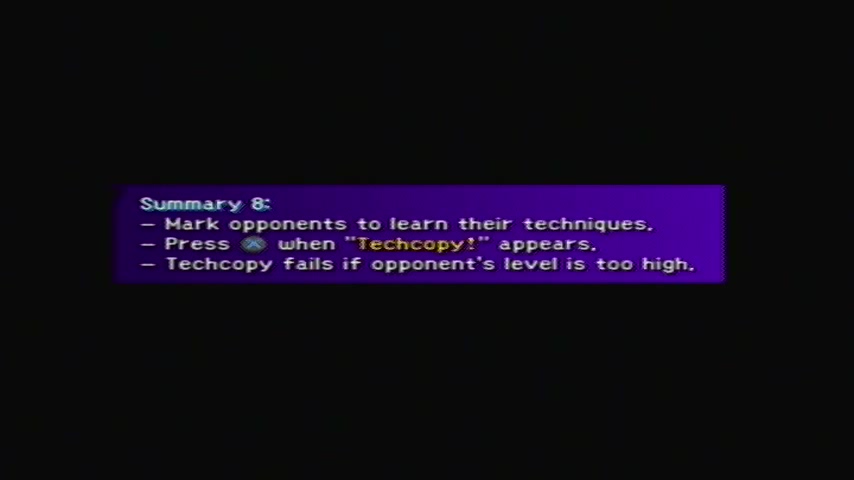 Summary 8:
– Mark opponents to learn their techniques.
– Press Ⓧ when "Techcopy!" appears.
– Techcopy fails if opponent's level is too high.